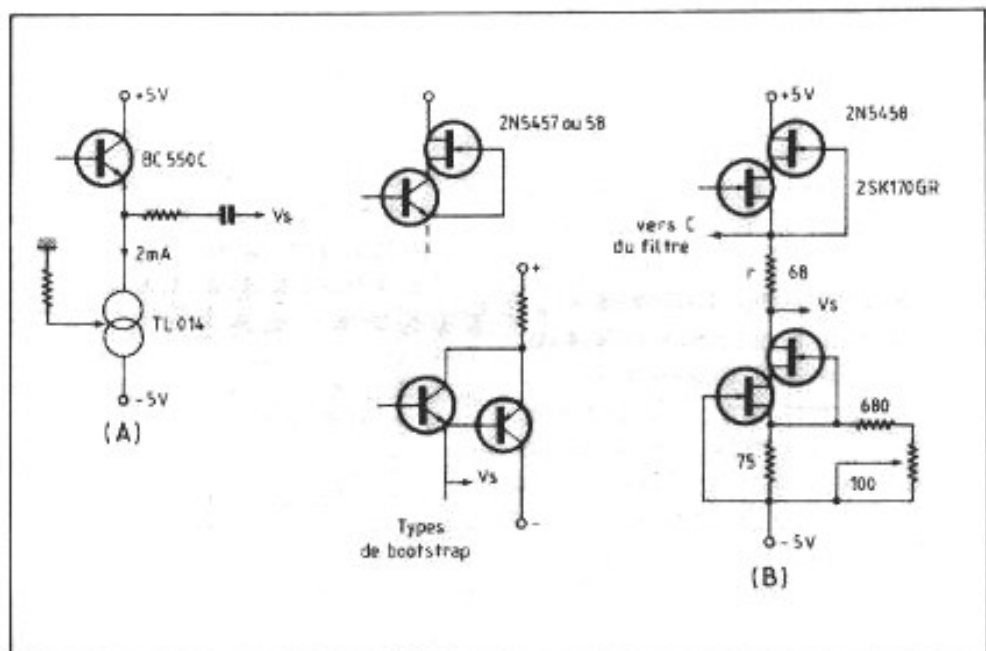 +5V
BC 550C
Vs
2mA
TL 014
-5V
(A)
2N5457 ou 58
+
Vs
-
Types
de bootstrap
+5V
2N5458
2SK170GR
vers C
du filtre
r
68
Vs
680
75
100
-5V
(B)